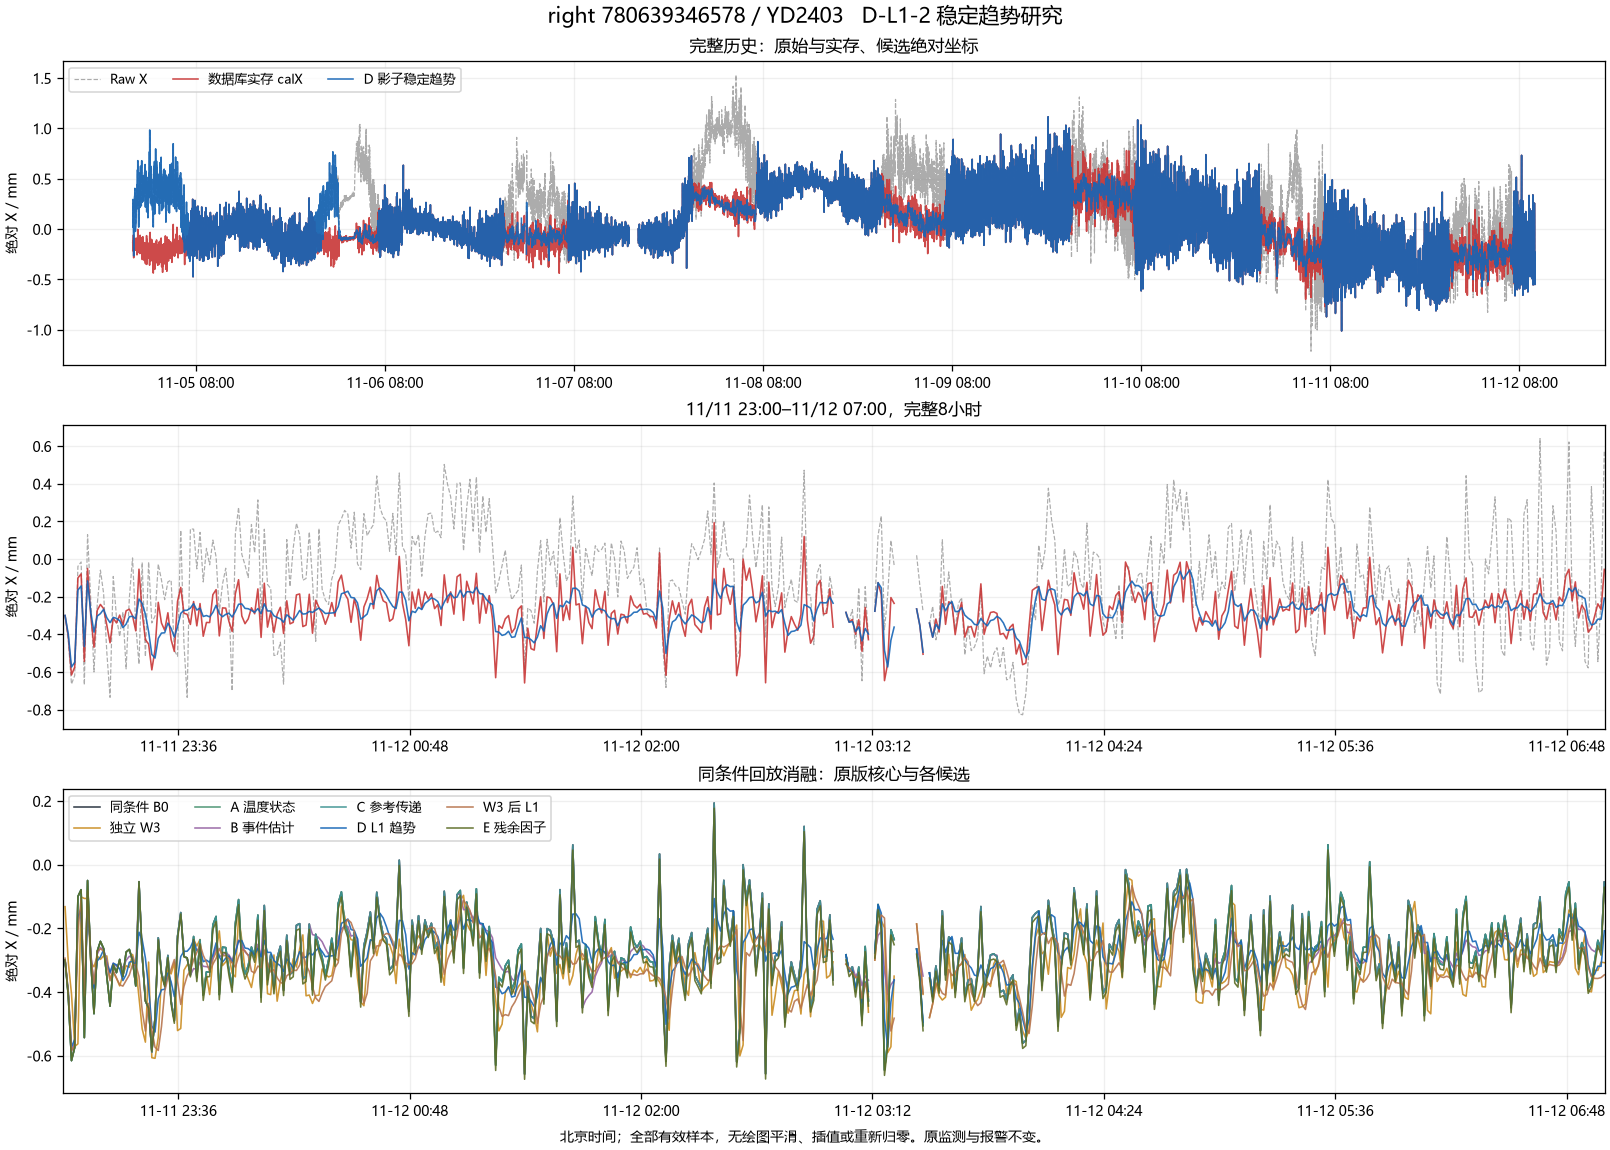 right 780639346578 / YD2403   D-L1-2 稳定趋势研究
完整历史：原始与实存、候选绝对坐标
Raw X
数据库实存 calX
D 影子稳定趋势
绝对 X / mm
1.5
1.0
0.5
0.0
-0.5
-1.0
11-05 08:00
11-06 08:00
11-07 08:00
11-08 08:00
11-09 08:00
11-10 08:00
11-11 08:00
11-12 08:00
11/11 23:00–11/12 07:00，完整8小时
绝对 X / mm
0.6
0.4
0.2
0.0
-0.2
-0.4
-0.6
-0.8
11-11 23:36
11-12 00:48
11-12 02:00
11-12 03:12
11-12 04:24
11-12 05:36
11-12 06:48
同条件回放消融：原版核心与各候选
同条件 B0
A 温度状态
C 参考传递
W3 后 L1
独立 W3
B 事件估计
D L1 趋势
E 残余因子
绝对 X / mm
0.2
0.0
-0.2
-0.4
-0.6
11-11 23:36
11-12 00:48
11-12 02:00
11-12 03:12
11-12 04:24
11-12 05:36
11-12 06:48
北京时间；全部有效样本，无绘图平滑、插值或重新归零。原监测与报警不变。